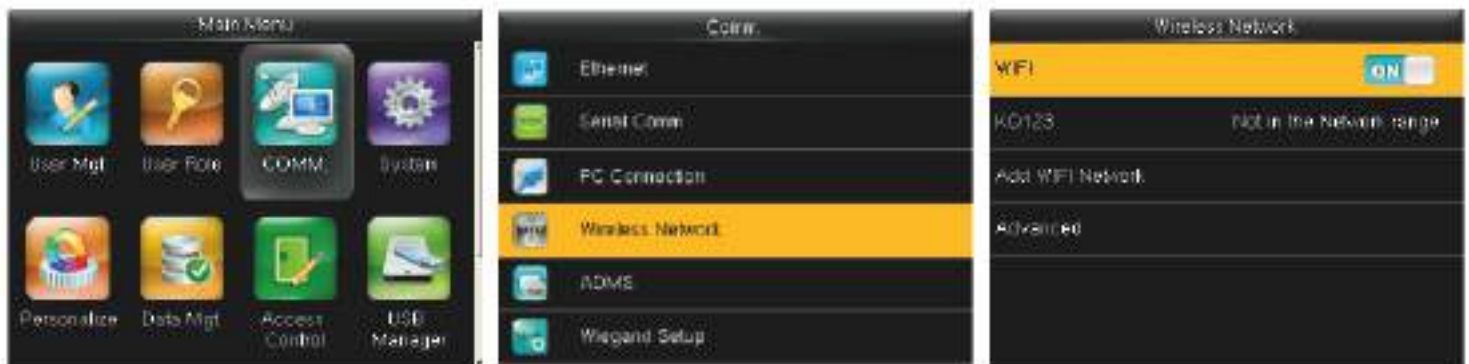 Main Menu
User Mgt
User Role
COMM.
System
Personalize
Data Mgt
Access
Control
USB
Manager
Comm.
Ethernet
Serial Comm
PC Connection
Wireless Network
ADMS
Wiegand Setup
Wireless Network
WIFI
ON
KO123
Not in the Network range
Add WIFI Network
Advanced